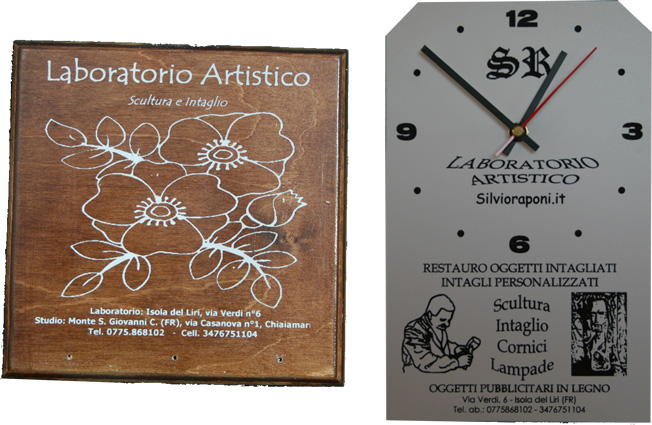 Laboratorio Artistico
Scultura e Intaglio
Laboratorio: Isola del Liri, via Verdi n°6
Studio: Monte S. Giovanni C. (FR), via Casanova n°1, Chiaiamari
Tel. 0775.868102 - Cell. 3476751104
12
SR
9
3
LABORATORIO
ARTISTICO
Silvioraponi.it
6
RESTAURO OGGETTI INTAGLIATI
INTAGLI PERSONALIZZATI
Scultura
Intaglio
Cornici
Lampade
OGGETTI PUBBLICITARI IN LEGNO
Via Verdi, 6 - Isola del Liri (FR)
Tel. ab.: 0775868102 - 3476751104